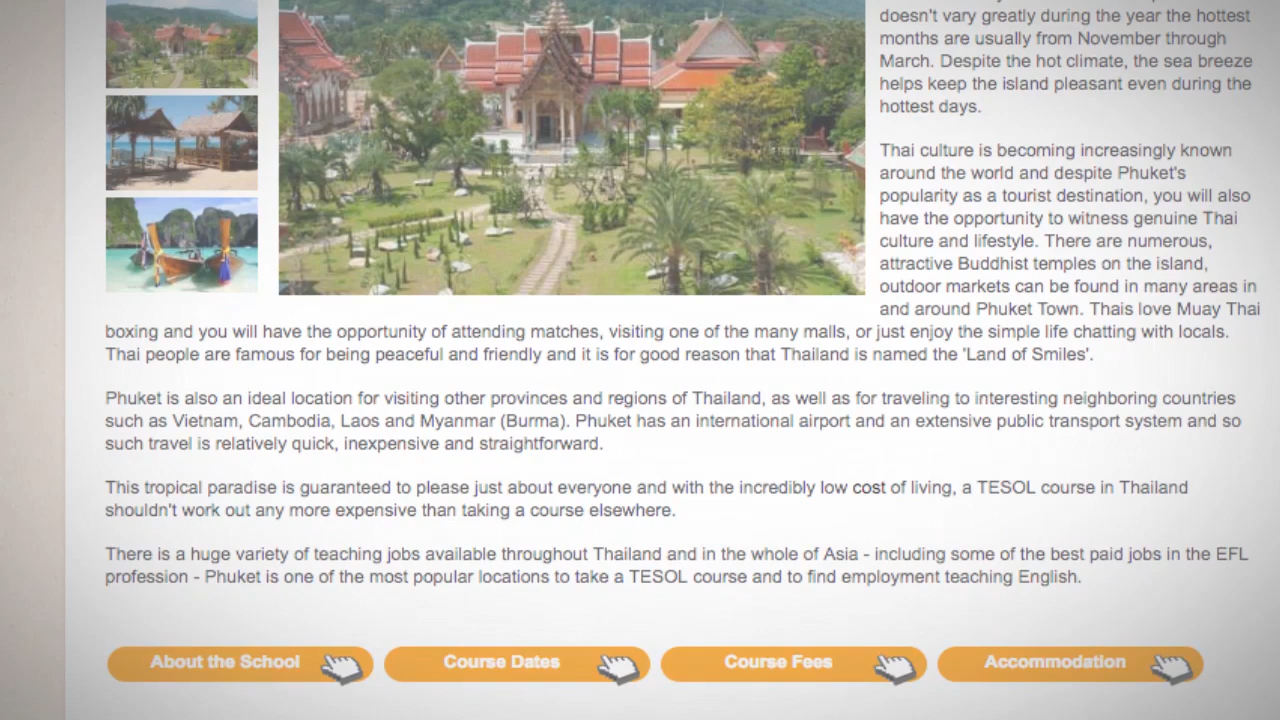 doesn't vary greatly during the year the hottest
months are usually from November through
March. Despite the hot climate, the sea breeze
helps keep the island pleasant even during the
hottest days.
Thai culture is becoming increasingly known
around the world and despite Phuket's
popularity as a tourist destination, you will also
have the opportunity to witness genuine Thai
culture and lifestyle. There are numerous,
attractive Buddhist temples on the island,
outdoor markets can be found in many areas in
and around Phuket Town. Thais love Muay Thai
boxing and you will have the opportunity of attending matches, visiting one of the many malls, or just enjoy the simple life chatting with locals.
Thai people are famous for being peaceful and friendly and it is for good reason that Thailand is named the 'Land of Smiles'.
Phuket is also an ideal location for visiting other provinces and regions of Thailand, as well as for traveling to interesting neighboring countries
such as Vietnam, Cambodia, Laos and Myanmar (Burma). Phuket has an international airport and an extensive public transport system and so
such travel is relatively quick, inexpensive and straightforward.
This tropical paradise is guaranteed to please just about everyone and with the incredibly low cost of living, a TESOL course in Thailand
shouldn't work out any more expensive than taking a course elsewhere.
There is a huge variety of teaching jobs available throughout Thailand and in the whole of Asia - including some of the best paid jobs in the EFL
profession - Phuket is one of the most popular locations to take a TESOL course and to find employment teaching English.
About the School
Course Dates
Course Fees
Accommodation